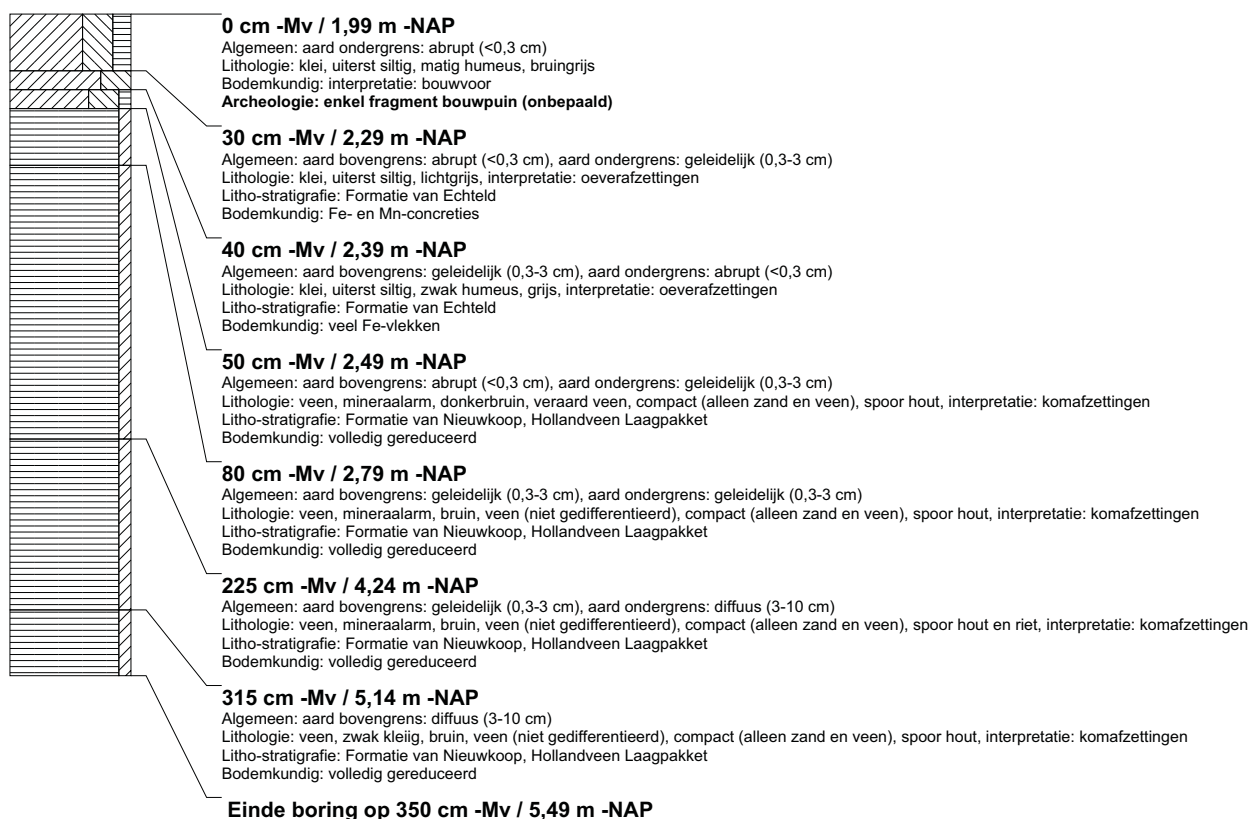 0 cm -Mv / 1,99 m -NAP
Algemeen: aard ondergrens: abrupt (<0,3 cm)
Lithologie: klei, uiterst siltig, matig humeus, bruingrijs
Bodemkundig: interpretatie: bouwvoor
Archeologie: enkel fragment bouwpuin (onbepaald)
30 cm -Mv / 2,29 m -NAP
Algemeen: aard bovengrens: abrupt (<0,3 cm), aard ondergrens: geleidelijk (0,3-3 cm)
Lithologie: klei, uiterst siltig, lichtgrijs, interpretatie: oeverafzettingen
Litho-stratigrafie: Formatie van Echteld
Bodemkundig: Fe- en Mn-concreties
40 cm -Mv / 2,39 m -NAP
Algemeen: aard bovengrens: geleidelijk (0,3-3 cm), aard ondergrens: abrupt (<0,3 cm)
Lithologie: klei, uiterst siltig, zwak humeus, grijs, interpretatie: oeverafzettingen
Litho-stratigrafie: Formatie van Echteld
Bodemkundig: veel Fe-vlekken
50 cm -Mv / 2,49 m -NAP
Algemeen: aard bovengrens: abrupt (<0,3 cm), aard ondergrens: geleidelijk (0,3-3 cm)
Lithologie: veen, mineraalarm, donkerbruin, veraard veen, compact (alleen zand en veen), spoor hout, interpretatie: komafzettingen
Litho-stratigrafie: Formatie van Nieuwkoop, Hollandveen Laagpakket
Bodemkundig: volledig gereduceerd
80 cm -Mv / 2,79 m -NAP
Algemeen: aard bovengrens: geleidelijk (0,3-3 cm), aard ondergrens: geleidelijk (0,3-3 cm)
Lithologie: veen, mineraalarm, bruin, veen (niet gedifferentieerd), compact (alleen zand en veen), spoor hout, interpretatie: komafzettingen
Litho-stratigrafie: Formatie van Nieuwkoop, Hollandveen Laagpakket
Bodemkundig: volledig gereduceerd
225 cm -Mv / 4,24 m -NAP
Algemeen: aard bovengrens: geleidelijk (0,3-3 cm), aard ondergrens: diffuus (3-10 cm)
Lithologie: veen, mineraalarm, bruin, veen (niet gedifferentieerd), compact (alleen zand en veen), spoor hout en riet, interpretatie: komafzettingen
Litho-stratigrafie: Formatie van Nieuwkoop, Hollandveen Laagpakket
Bodemkundig: volledig gereduceerd
315 cm -Mv / 5,14 m -NAP
Algemeen: aard bovengrens: diffuus (3-10 cm)
Lithologie: veen, zwak kleiig, bruin, veen (niet gedifferentieerd), compact (alleen zand en veen), spoor hout, interpretatie: komafzettingen
Litho-stratigrafie: Formatie van Nieuwkoop, Hollandveen Laagpakket
Bodemkundig: volledig gereduceerd
Einde boring op 350 cm -Mv / 5,49 m -NAP